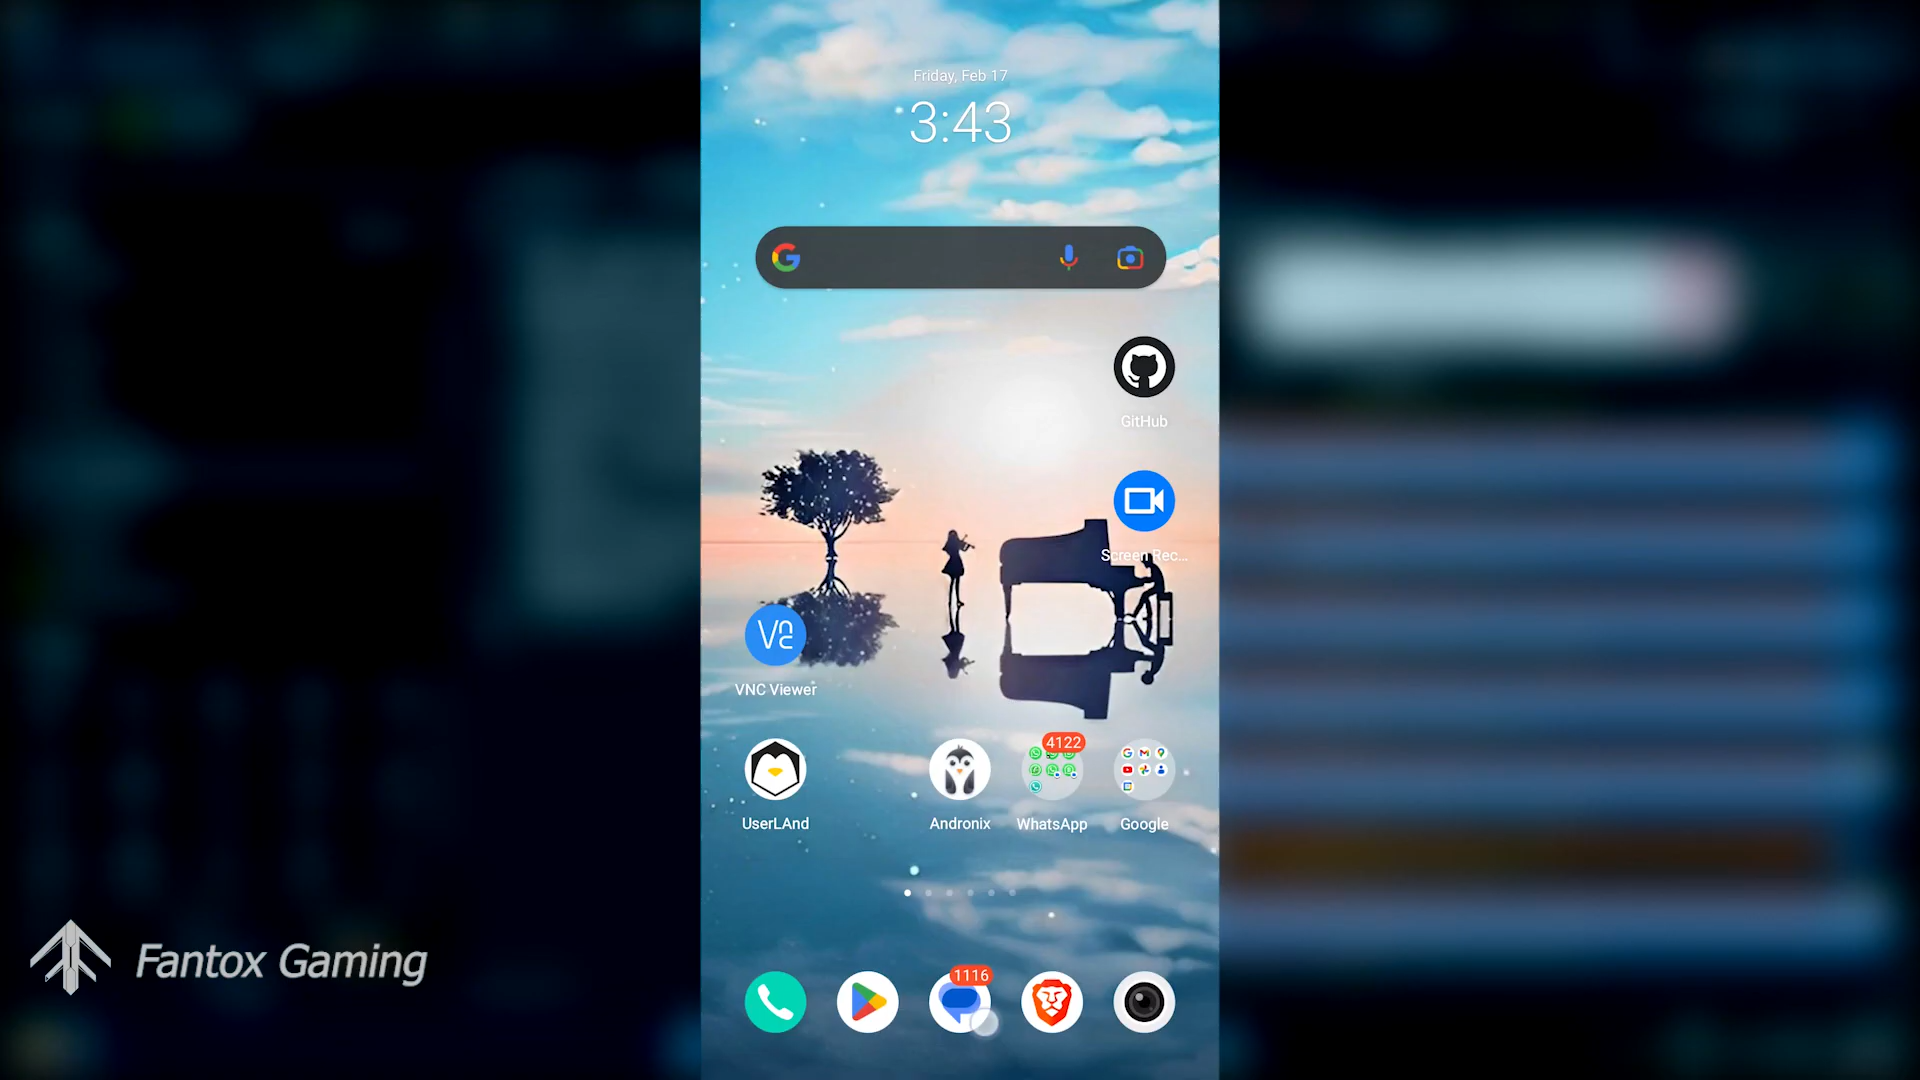 Friday, Feb 17
3:43
GitHub
Screen Rec...
VNC Viewer
4122
UserLAnd
Andronix
WhatsApp
Google
1116
Fantox Gaming